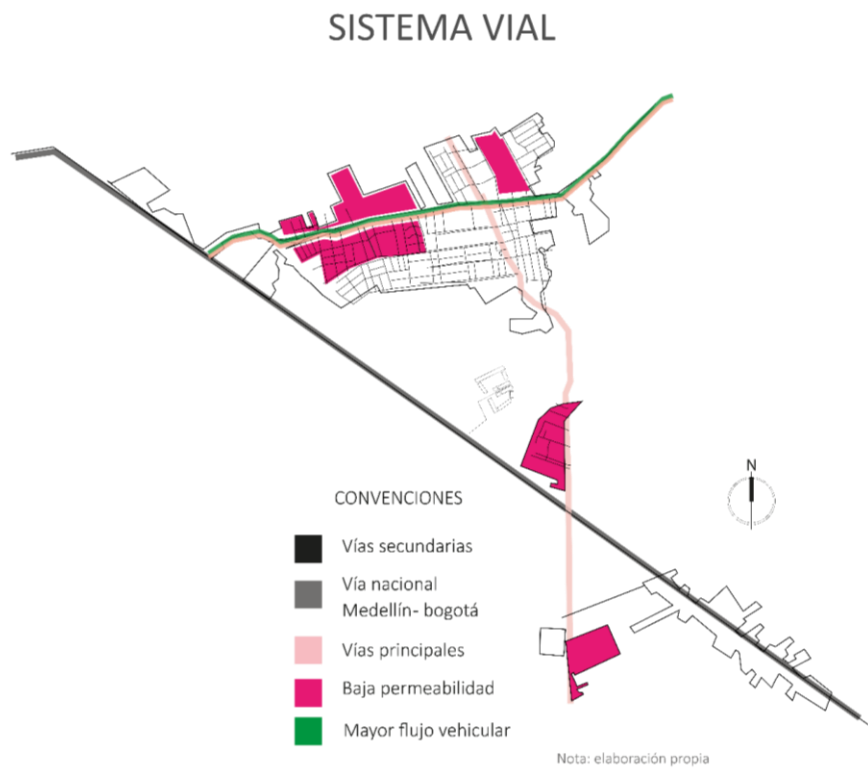 SISTEMA VIAL
N
CONVENCIONES
Vías secundarias
Vía nacional
Medellín- bogotá
Vías principales
Baja permeabilidad
Mayor flujo vehicular
Nota: elaboración propia